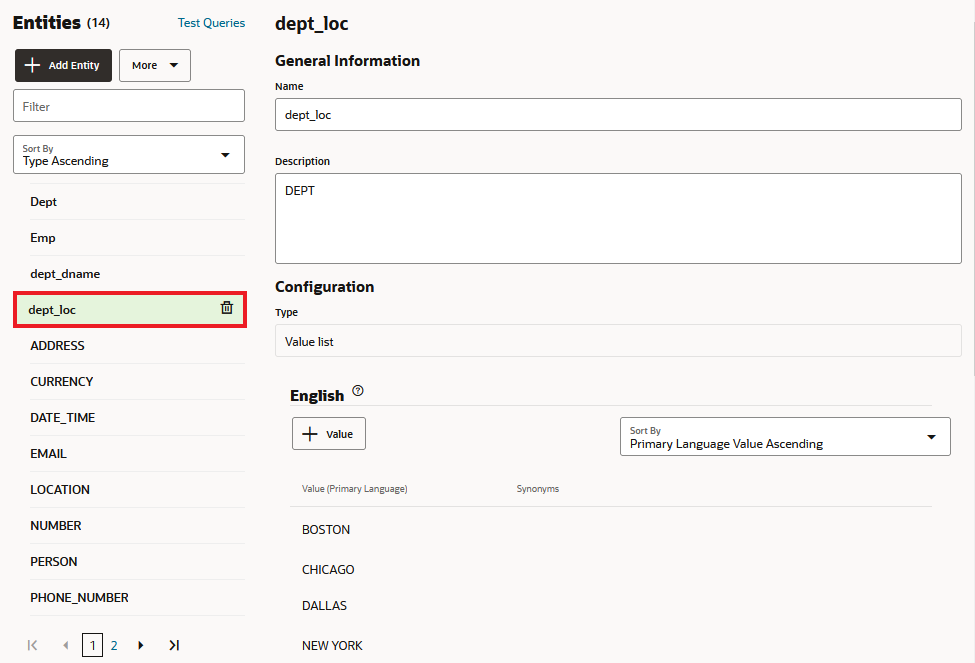 Entities (14)
Test Queries
Add Entity
More
Filter
Sort By
Type Ascending
Dept
Emp
dept_dname
dept_loc
ADDRESS
CURRENCY
DATE_TIME
EMAIL
LOCATION
NUMBER
PERSON
PHONE_NUMBER
1 2
dept_loc
General Information
Name
dept_loc
Description
DEPT
Configuration
Type
Value list
English ?
Value
Sort By
Primary Language Value Ascending
Value (Primary Language) Synonyms
BOSTON
CHICAGO
DALLAS
NEW YORK